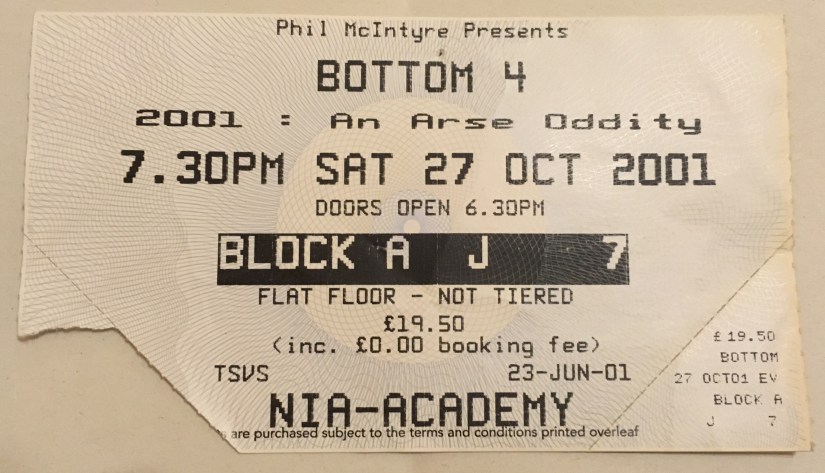 Phil McIntyre Presents
BOTTOM 4
2001 : An Arse Oddity
7.30PM SAT 27 OCT 2001
DOORS OPEN 6.30PM
BLOCK A J 7
FLAT FLOOR - NOT TIERED
£19.50
(inc. £0.00 booking fee)
TSVS 23-JUN-01
NIA-ACADEMY
are purchased subject to the terms and conditions printed overleaf
£19.50
BOTTOM
27 OCT01 EV
BLOCK A
J 7